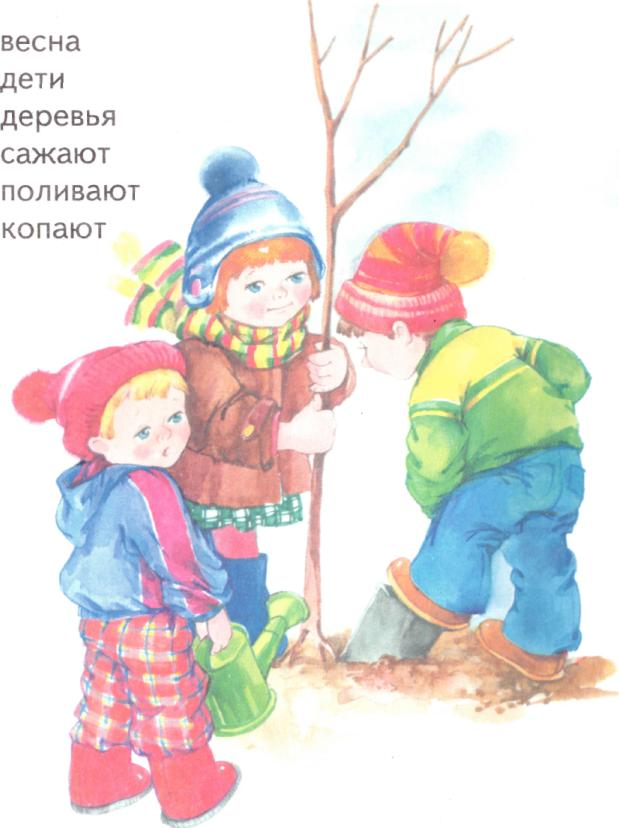 весна
дети
деревья
сажают
поливают
копают